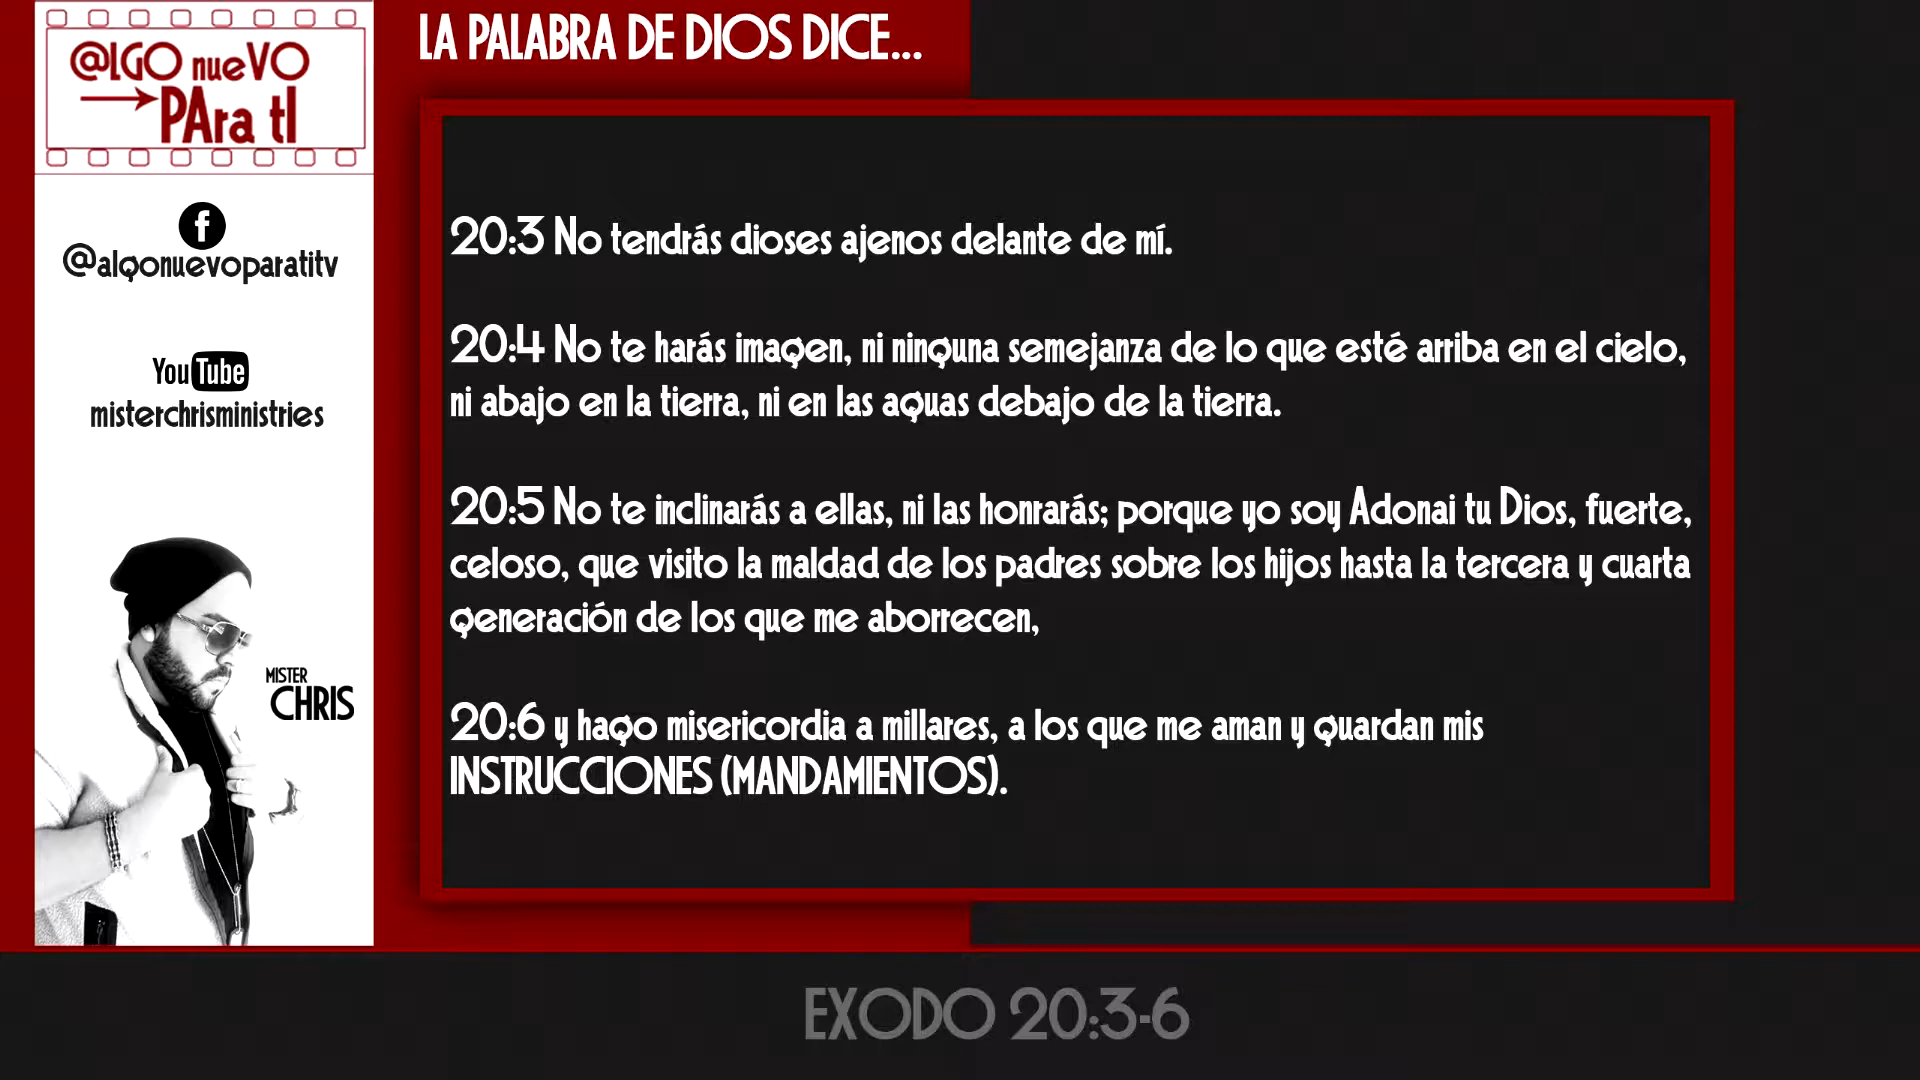 @LGO nueVO
PAra tI
@algonuevoparatitv
YouTube
misterchrisministries
MISTER
CHRIS
LA PALABRA DE DIOS DICE...
20:3 No tendrás dioses ajenos delante de mí.
20:4 No te harás imagen, ni ninguna semejanza de lo que esté arriba en el cielo,
ni abajo en la tierra, ni en las aguas debajo de la tierra.
20:5 No te inclinarás a ellas, ni las honrarás; porque yo soy Adonai tu Dios, fuerte,
celoso, que visito la maldad de los padres sobre los hijos hasta la tercera y cuarta
generación de los que me aborrecen,
20:6 y hago misericordia a millares, a los que me aman y guardan mis
INSTRUCCIONES (MANDAMIENTOS).
EXODO 20:3-6